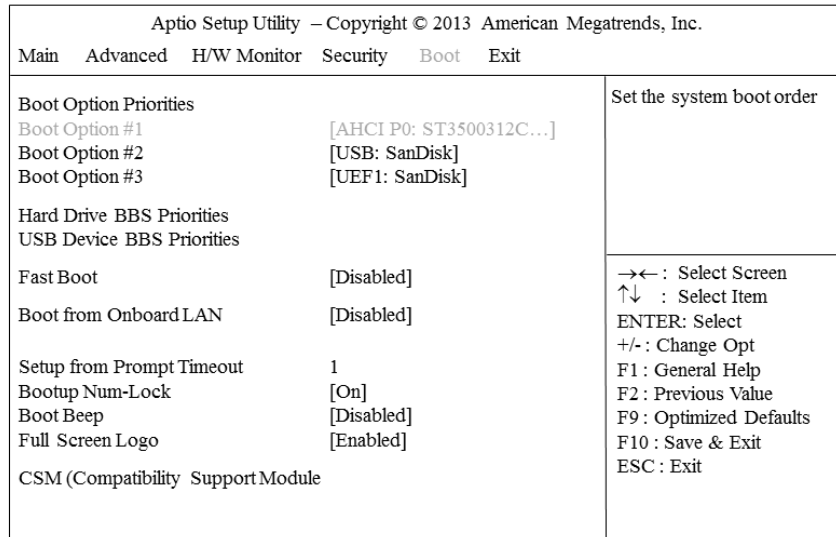 Aptio Setup Utility – Copyright © 2013 American Megatrends, Inc.
Main Advanced H/W Monitor Security Boot Exit
Boot Option Priorities
Boot Option #1 [AHCI P0: ST3500312C…]
Boot Option #2 [USB: SanDisk]
Boot Option #3 [UEF1: SanDisk]
Hard Drive BBS Priorities
USB Device BBS Priorities
Fast Boot [Disabled]
Boot from Onboard LAN [Disabled]
Setup from Prompt Timeout 1
Bootup Num-Lock [On]
Boot Beep [Disabled]
Full Screen Logo [Enabled]
CSM (Compatibility Support Module
Set the system boot order
→←: Select Screen
↑↓ : Select Item
ENTER: Select
+/-: Change Opt
F1 : General Help
F2 : Previous Value
F9 : Optimized Defaults
F10 : Save & Exit
ESC : Exit